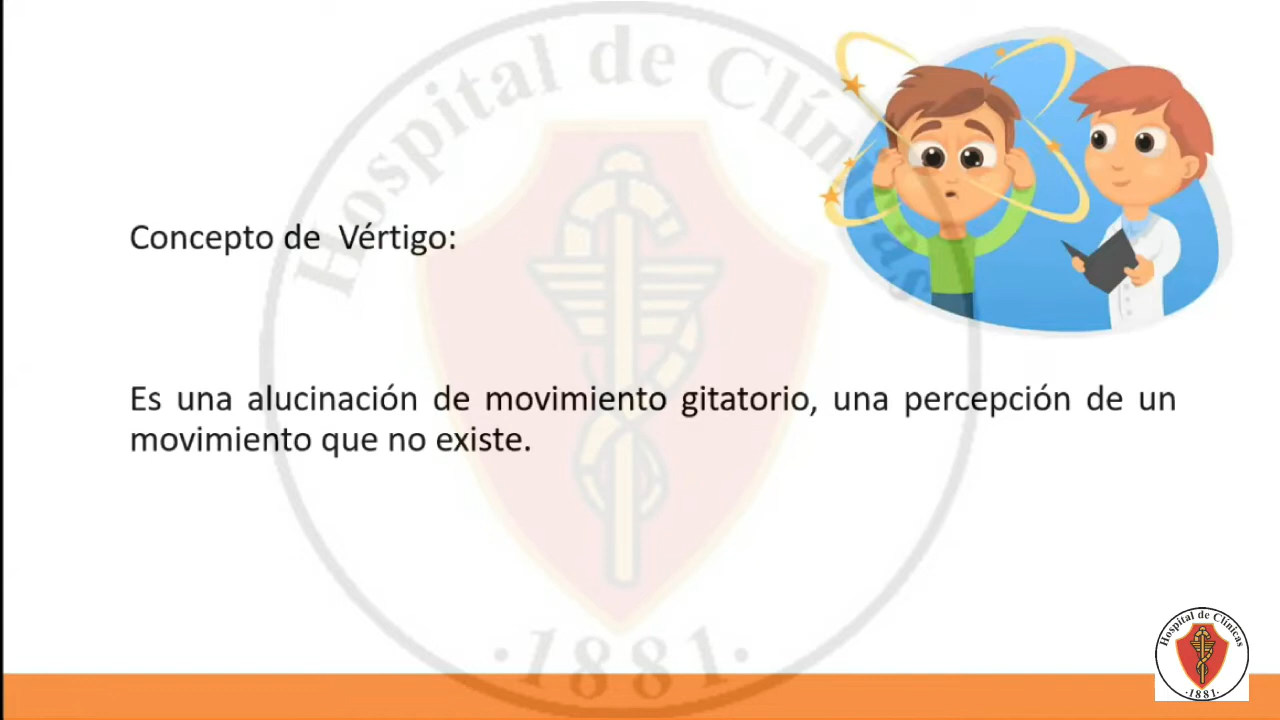 Hospital de Clínicas
Concepto de Vértigo:
Es una alucinación de movimiento gitatorio, una percepción de un
movimiento que no existe.
·1881·
Hospital de Clínicas
·1881·